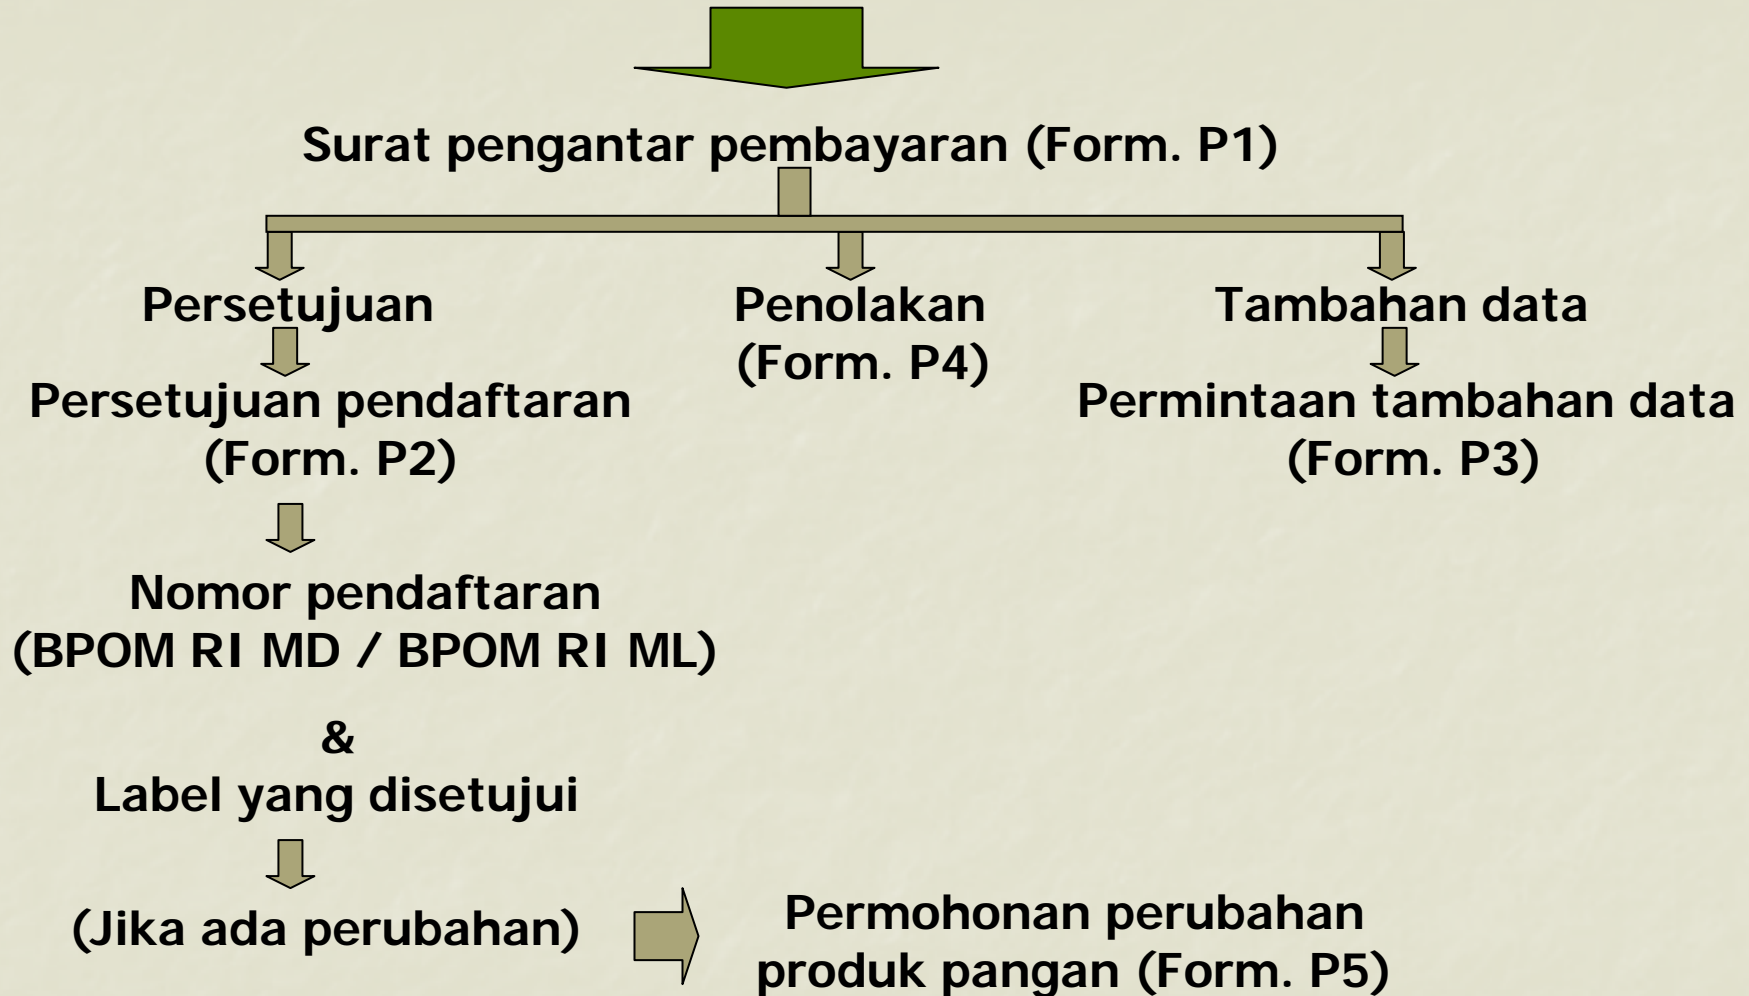 Surat pengantar pembayaran (Form. P1)
Persetujuan
Penolakan
(Form. P4)
Tambahan data
Persetujuan pendaftaran
(Form. P2)
Permintaan tambahan data
(Form. P3)
Nomor pendaftaran
(BPOM RI MD / BPOM RI ML)
&
Label yang disetujui
(Jika ada perubahan)
Permohonan perubahan
produk pangan (Form. P5)